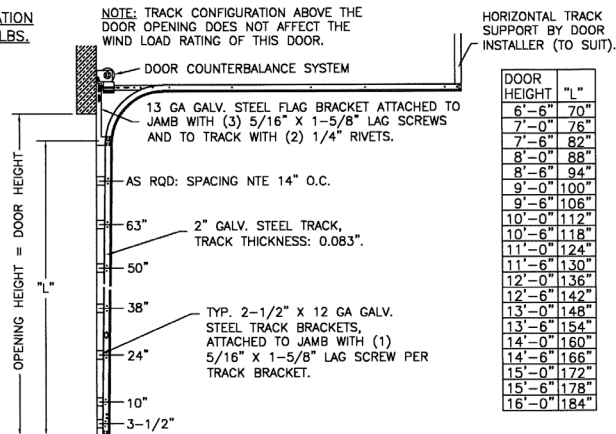 ATION
LBS.
NOTE: TRACK CONFIGURATION ABOVE THE
DOOR OPENING DOES NOT AFFECT THE
WIND LOAD RATING OF THIS DOOR.
HORIZONTAL TRACK
SUPPORT BY DOOR
INSTALLER (TO SUIT).
DOOR COUNTERBALANCE SYSTEM
13 GA GALV. STEEL FLAG BRACKET ATTACHED TO
JAMB WITH (3) 5/16" X 1-5/8" LAG SCREWS
AND TO TRACK WITH (2) 1/4" RIVETS.
AS RQD: SPACING NTE 14" O.C.
63"
2" GALV. STEEL TRACK,
TRACK THICKNESS: 0.083".
50"
38"
TYP. 2-1/2" X 12 GA GALV.
STEEL TRACK BRACKETS,
ATTACHED TO JAMB WITH (1)
5/16" X 1-5/8" LAG SCREW PER
TRACK BRACKET.
24"
10"
3-1/2"
OPENING HEIGHT = DOOR HEIGHT
"L"
DOOR HEIGHT "L"
6'-6" 70"
7'-0" 76"
7'-6" 82"
8'-0" 88"
8'-6" 94"
9'-0" 100"
9'-6" 106"
10'-0" 112"
10'-6" 118"
11'-0" 124"
11'-6" 130"
12'-0" 136"
12'-6" 142"
13'-0" 148"
13'-6" 154"
14'-0" 160"
14'-6" 166"
15'-0" 172"
15'-6" 178"
16'-0" 184"